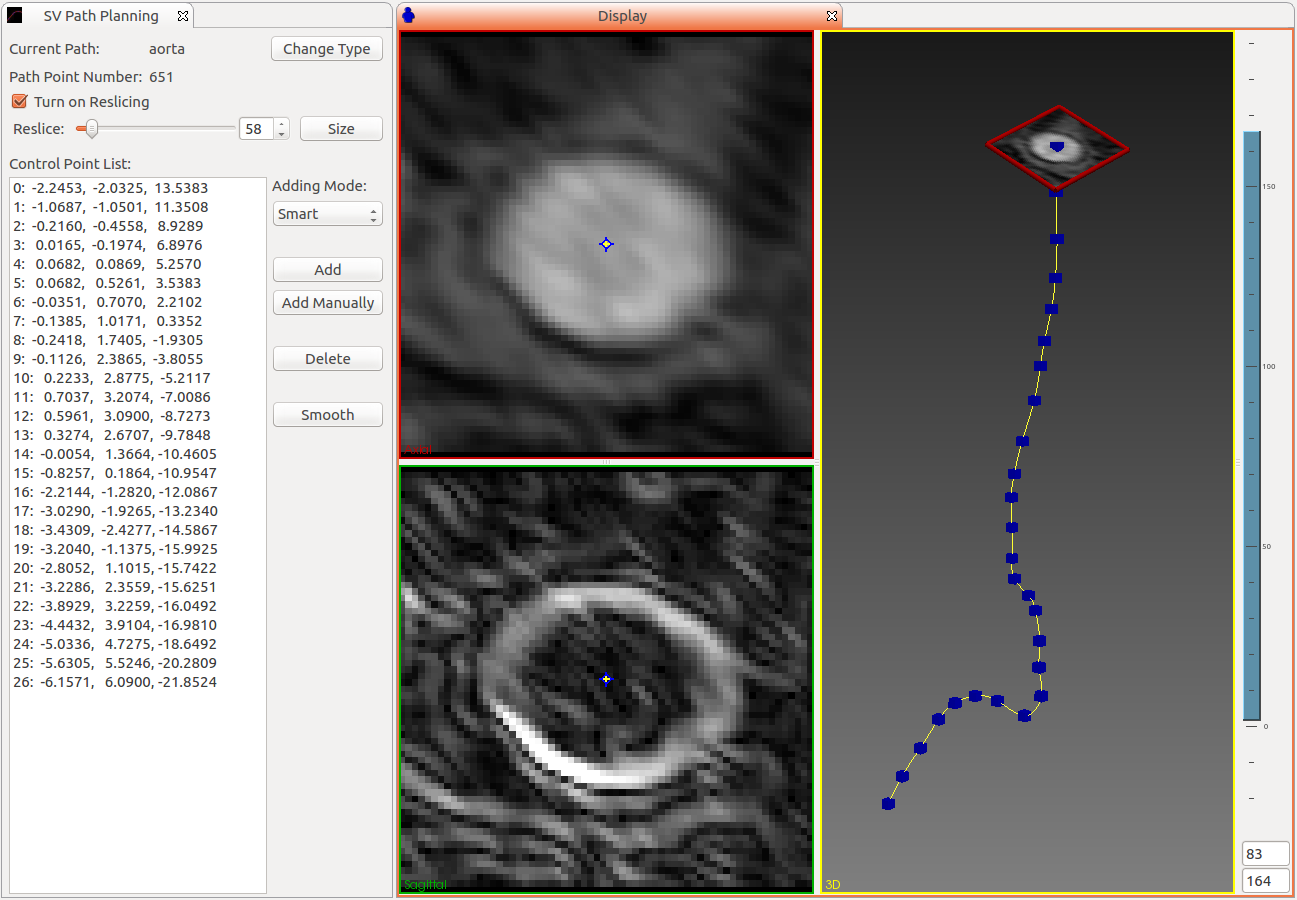 SV Path Planning
Current Path: aorta
Change Type
Path Point Number: 651
Turn on Reslicing
Reslice: 58 Size
Control Point List:
0: -2.2453, -2.0325, 13.5383
1: -1.0687, -1.0501, 11.3508
2: -0.2160, -0.4558, 8.9289
3: 0.0165, -0.1974, 6.8976
4: 0.0682, 0.0869, 5.2570
5: 0.0682, 0.5261, 3.5383
6: -0.0351, 0.7070, 2.2102
7: -0.1385, 1.0171, 0.3352
8: -0.2418, 1.7405, -1.9305
9: -0.1126, 2.3865, -3.8055
10: 0.2233, 2.8775, -5.2117
11: 0.7037, 3.2074, -7.0086
12: 0.5961, 3.0900, -8.7273
13: 0.3274, 2.6707, -9.7848
14: -0.0054, 1.3664, -10.4605
15: -0.8257, 0.1864, -10.9547
16: -2.2144, -1.2820, -12.0867
17: -3.0290, -1.9265, -13.2340
18: -3.4309, -2.4277, -14.5867
19: -3.2040, -1.1375, -15.9925
20: -2.8052, 1.1015, -15.7422
21: -3.2286, 2.3559, -15.6251
22: -3.8929, 3.2259, -16.0492
23: -4.4432, 3.9104, -16.9810
24: -5.0336, 4.7275, -18.6492
25: -5.6305, 5.5246, -20.2809
26: -6.1571, 6.0900, -21.8524
Adding Mode:
Smart
Add
Add Manually
Delete
Smooth
Display
Axial
Sagittal
3D
150
100
50
0
83
164